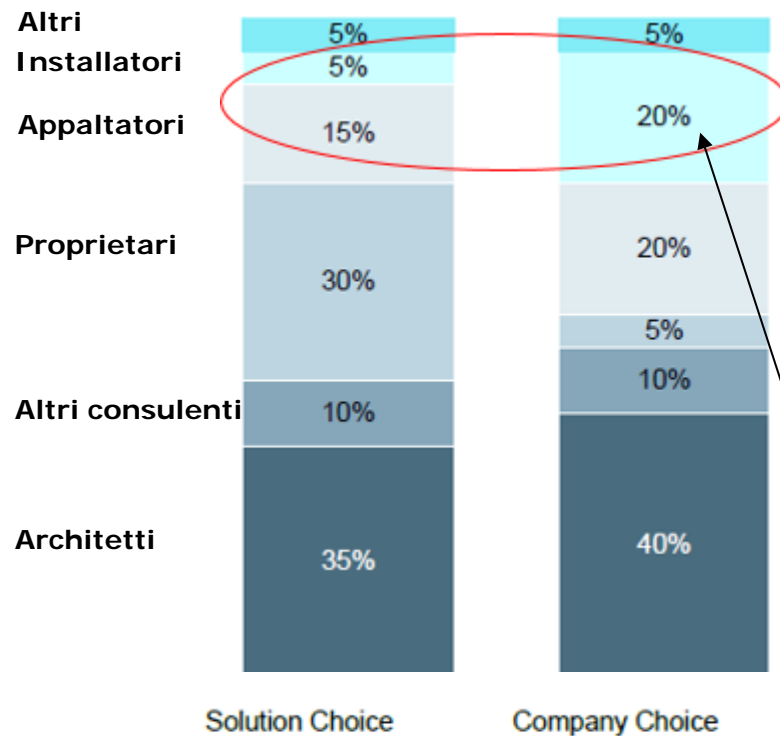 Altri 5% 5%
Installatori 5%
Appaltatori 15% 20%
Proprietari 30% 20%
5%
Altri consulenti 10% 10%
Architetti 35% 40%
Solution Choice Company Choice